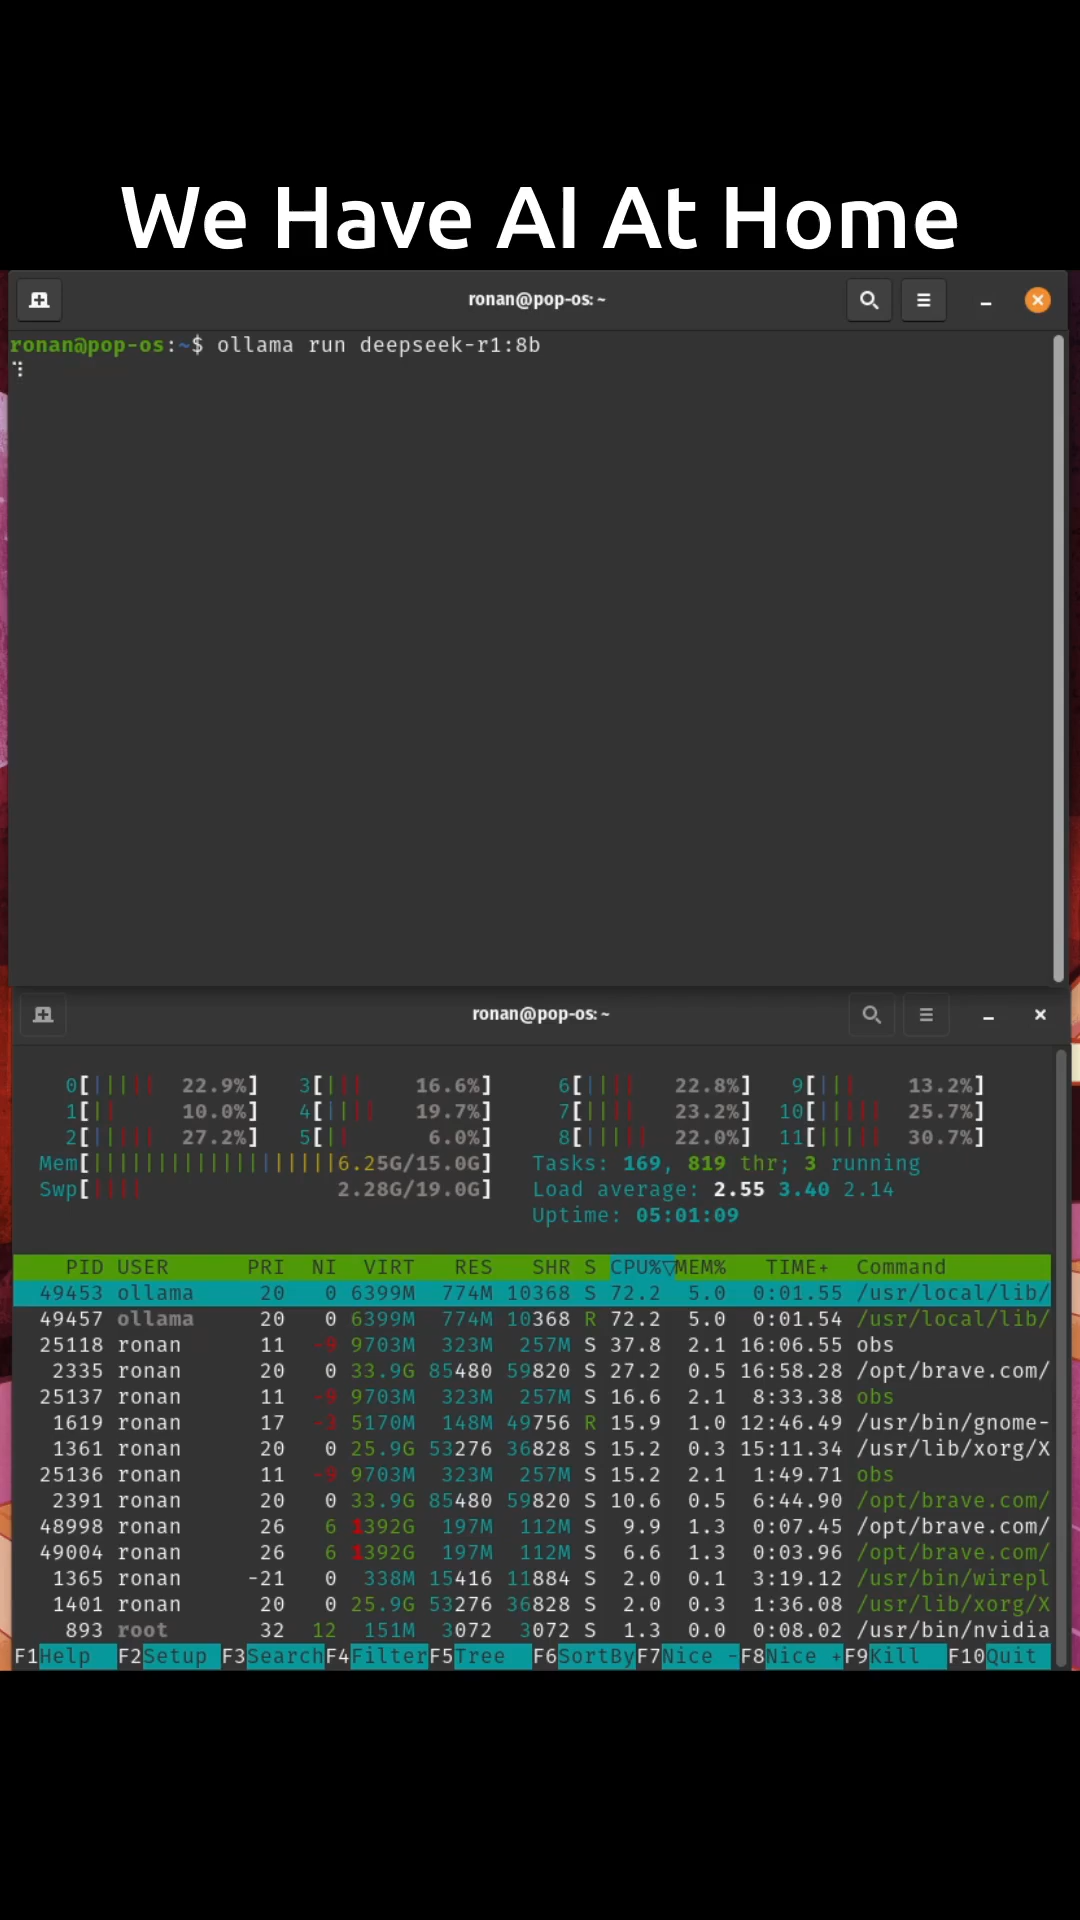 We Have AI At Home
ronan@pop-os: ~
ronan@pop-os:~$ ollama run deepseek-r1:8b
ronan@pop-os: ~
0[||||| 22.9%] 3[||| 16.6%] 6[|||| 22.8%] 9[||| 13.2%]
1[|| 10.0%] 4[|||| 19.7%] 7[|||| 23.2%] 10[||||| 25.7%]
2[||||| 27.2%] 5[|| 6.0%] 8[||||| 22.0%] 11[||||| 30.7%]
Mem[|||||||||||||||||||6.25G/15.0G] Tasks: 169, 819 thr; 3 running
Swp[|||| 2.28G/19.0G] Load average: 2.55 3.40 2.14
Uptime: 05:01:09
PID USER PRI NI VIRT RES SHR S CPU%▽MEM% TIME+ Command
49453 ollama 20 0 6399M 774M 10368 S 72.2 5.0 0:01.55 /usr/local/lib/
49457 ollama 20 0 6399M 774M 10368 R 72.2 5.0 0:01.54 /usr/local/lib/
25118 ronan 11 -9 9703M 323M 257M S 37.8 2.1 16:06.55 obs
2335 ronan 20 0 33.9G 85480 59820 S 27.2 0.5 16:58.28 /opt/brave.com/
25137 ronan 11 -9 9703M 323M 257M S 16.6 2.1 8:33.38 obs
1619 ronan 17 -3 5170M 148M 49756 R 15.9 1.0 12:46.49 /usr/bin/gnome-
1361 ronan 20 0 25.9G 53276 36828 S 15.2 0.3 15:11.34 /usr/lib/xorg/X
25136 ronan 11 -9 9703M 323M 257M S 15.2 2.1 1:49.71 obs
2391 ronan 20 0 33.9G 85480 59820 S 10.6 0.5 6:44.90 /opt/brave.com/
48998 ronan 26 6 1392G 197M 112M S 9.9 1.3 0:07.45 /opt/brave.com/
49004 ronan 26 6 1392G 197M 112M S 6.6 1.3 0:03.96 /opt/brave.com/
1365 ronan -21 0 338M 15416 11884 S 2.0 0.1 3:19.12 /usr/bin/wirepl
1401 ronan 20 0 25.9G 53276 36828 S 2.0 0.3 1:36.08 /usr/lib/xorg/X
893 root 32 12 151M 3072 3072 S 1.3 0.0 0:08.02 /usr/bin/nvidia
F1Help F2Setup F3SearchF4FilterF5Tree F6SortByF7Nice -F8Nice +F9Kill F10Quit